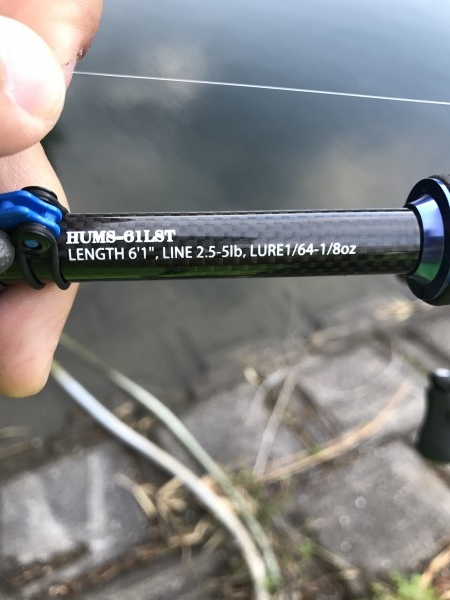 HUMS-61LST
LENGTH 6'1", LINE 2.5-5lb, LURE1/64-1/8oz